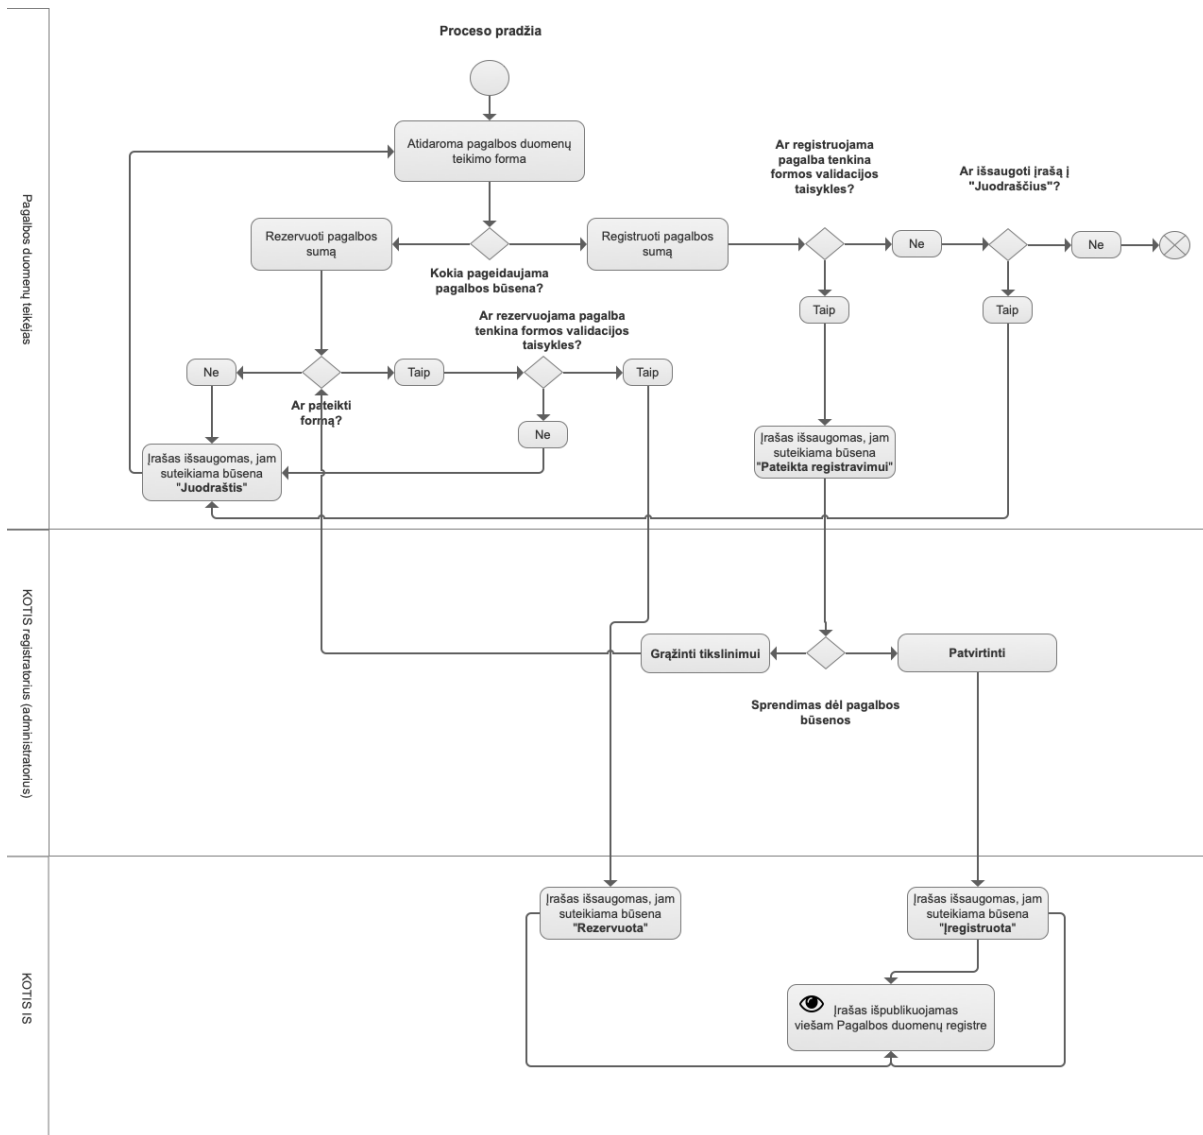 Proceso pradžia
Atidaroma pagalbos duomenų
teikimo forma
Ar registruojama
pagalba tenkina
formos validacijos
taisykles?
Ar išsaugoti įrašą į
"Juodraščius"?
Pagalbos duomenų teikėjas
Rezervuoti pagalbos
sumą
Registruoti pagalbos
sumą
Ne
Ne
Kokia pageidaujama
pagalbos būsena?
Taip
Taip
Ar rezervuojama pagalba
tenkina formos validacijos
taisykles?
Ne
Taip
Taip
Ar pateikti
formą?
Ne
Įrašas išsaugomas, jam
suteikiama būsena
"Juodraštis"
Įrašas išsaugomas, jam
suteikiama būsena
"Pateikta registravimui"
KOTIS registratorius (administratorius)
Grąžinti tikslinimui
Patvirtinti
Sprendimas dėl pagalbos
būsenos
KOTIS IS
Įrašas išsaugomas, jam
suteikiama būsena
"Rezervuota"
Įrašas išsaugomas, jam
suteikiama būsena
"Įregistruota"
Įrašas išpublikuojamas
viešam Pagalbos duomenų registre